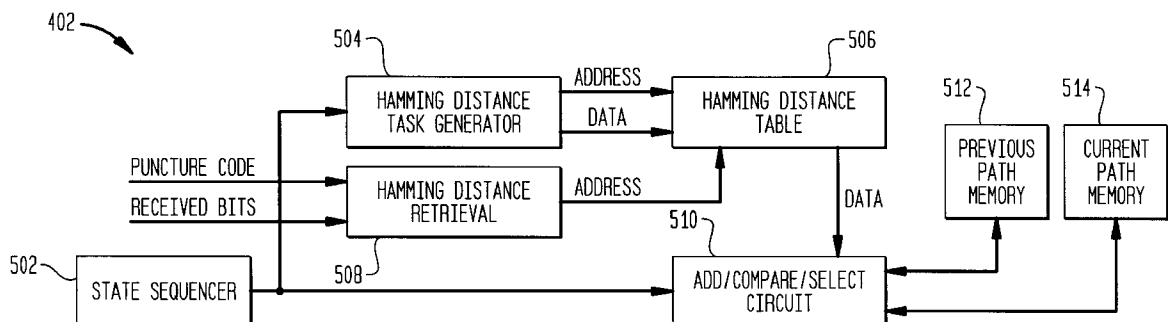 402
504
506
HAMMING DISTANCE
TASK GENERATOR
ADDRESS
DATA
HAMMING DISTANCE
TABLE
512
514
PREVIOUS
PATH
MEMORY
CURRENT
PATH
MEMORY
PUNCTURE CODE
RECEIVED BITS
HAMMING DISTANCE
RETRIEVAL
ADDRESS
DATA
508
510
502
STATE SEQUENCER
ADD/COMPARE/SELECT
CIRCUIT